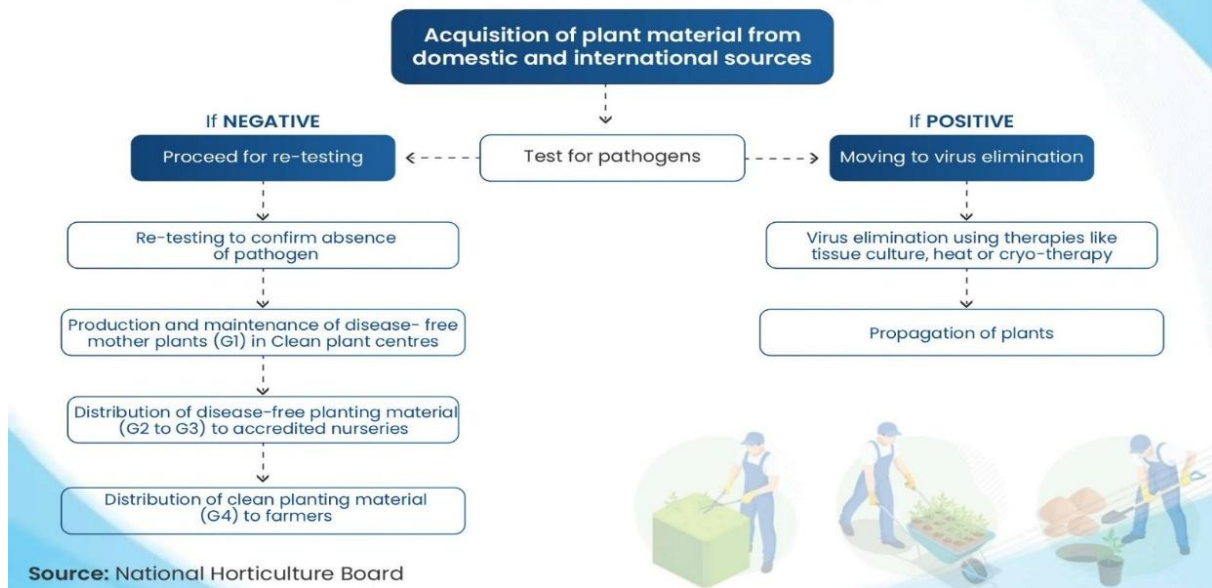 Acquisition of plant material from
domestic and international sources
If NEGATIVE
Proceed for re-testing
Test for pathogens
If POSITIVE
Moving to virus elimination
Re-testing to confirm absence
of pathogen
Production and maintenance of disease- free
mother plants (G1) in Clean plant centres
Distribution of disease-free planting material
(G2 to G3) to accredited nurseries
Distribution of clean planting material
(G4) to farmers
Virus elimination using therapies like
tissue culture, heat or cryo-therapy
Propagation of plants
Source: National Horticulture Board